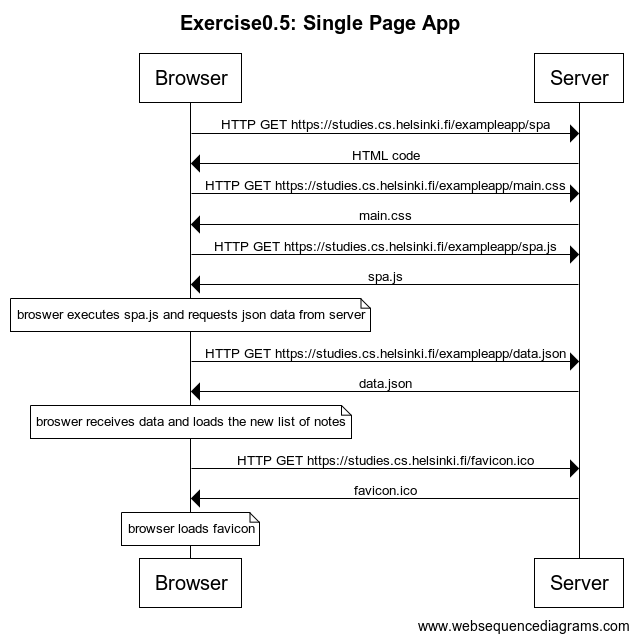 Exercise0.5: Single Page App
Browser
Server
HTTP GET https://studies.cs.helsinki.fi/exampleapp/spa
HTML code
HTTP GET https://studies.cs.helsinki.fi/exampleapp/main.css
main.css
HTTP GET https://studies.cs.helsinki.fi/exampleapp/spa.js
spa.js
broswer executes spa.js and requests json data from server
HTTP GET https://studies.cs.helsinki.fi/exampleapp/data.json
data.json
broswer receives data and loads the new list of notes
HTTP GET https://studies.cs.helsinki.fi/favicon.ico
favicon.ico
browser loads favicon
Browser
Server
www.websequencediagrams.com